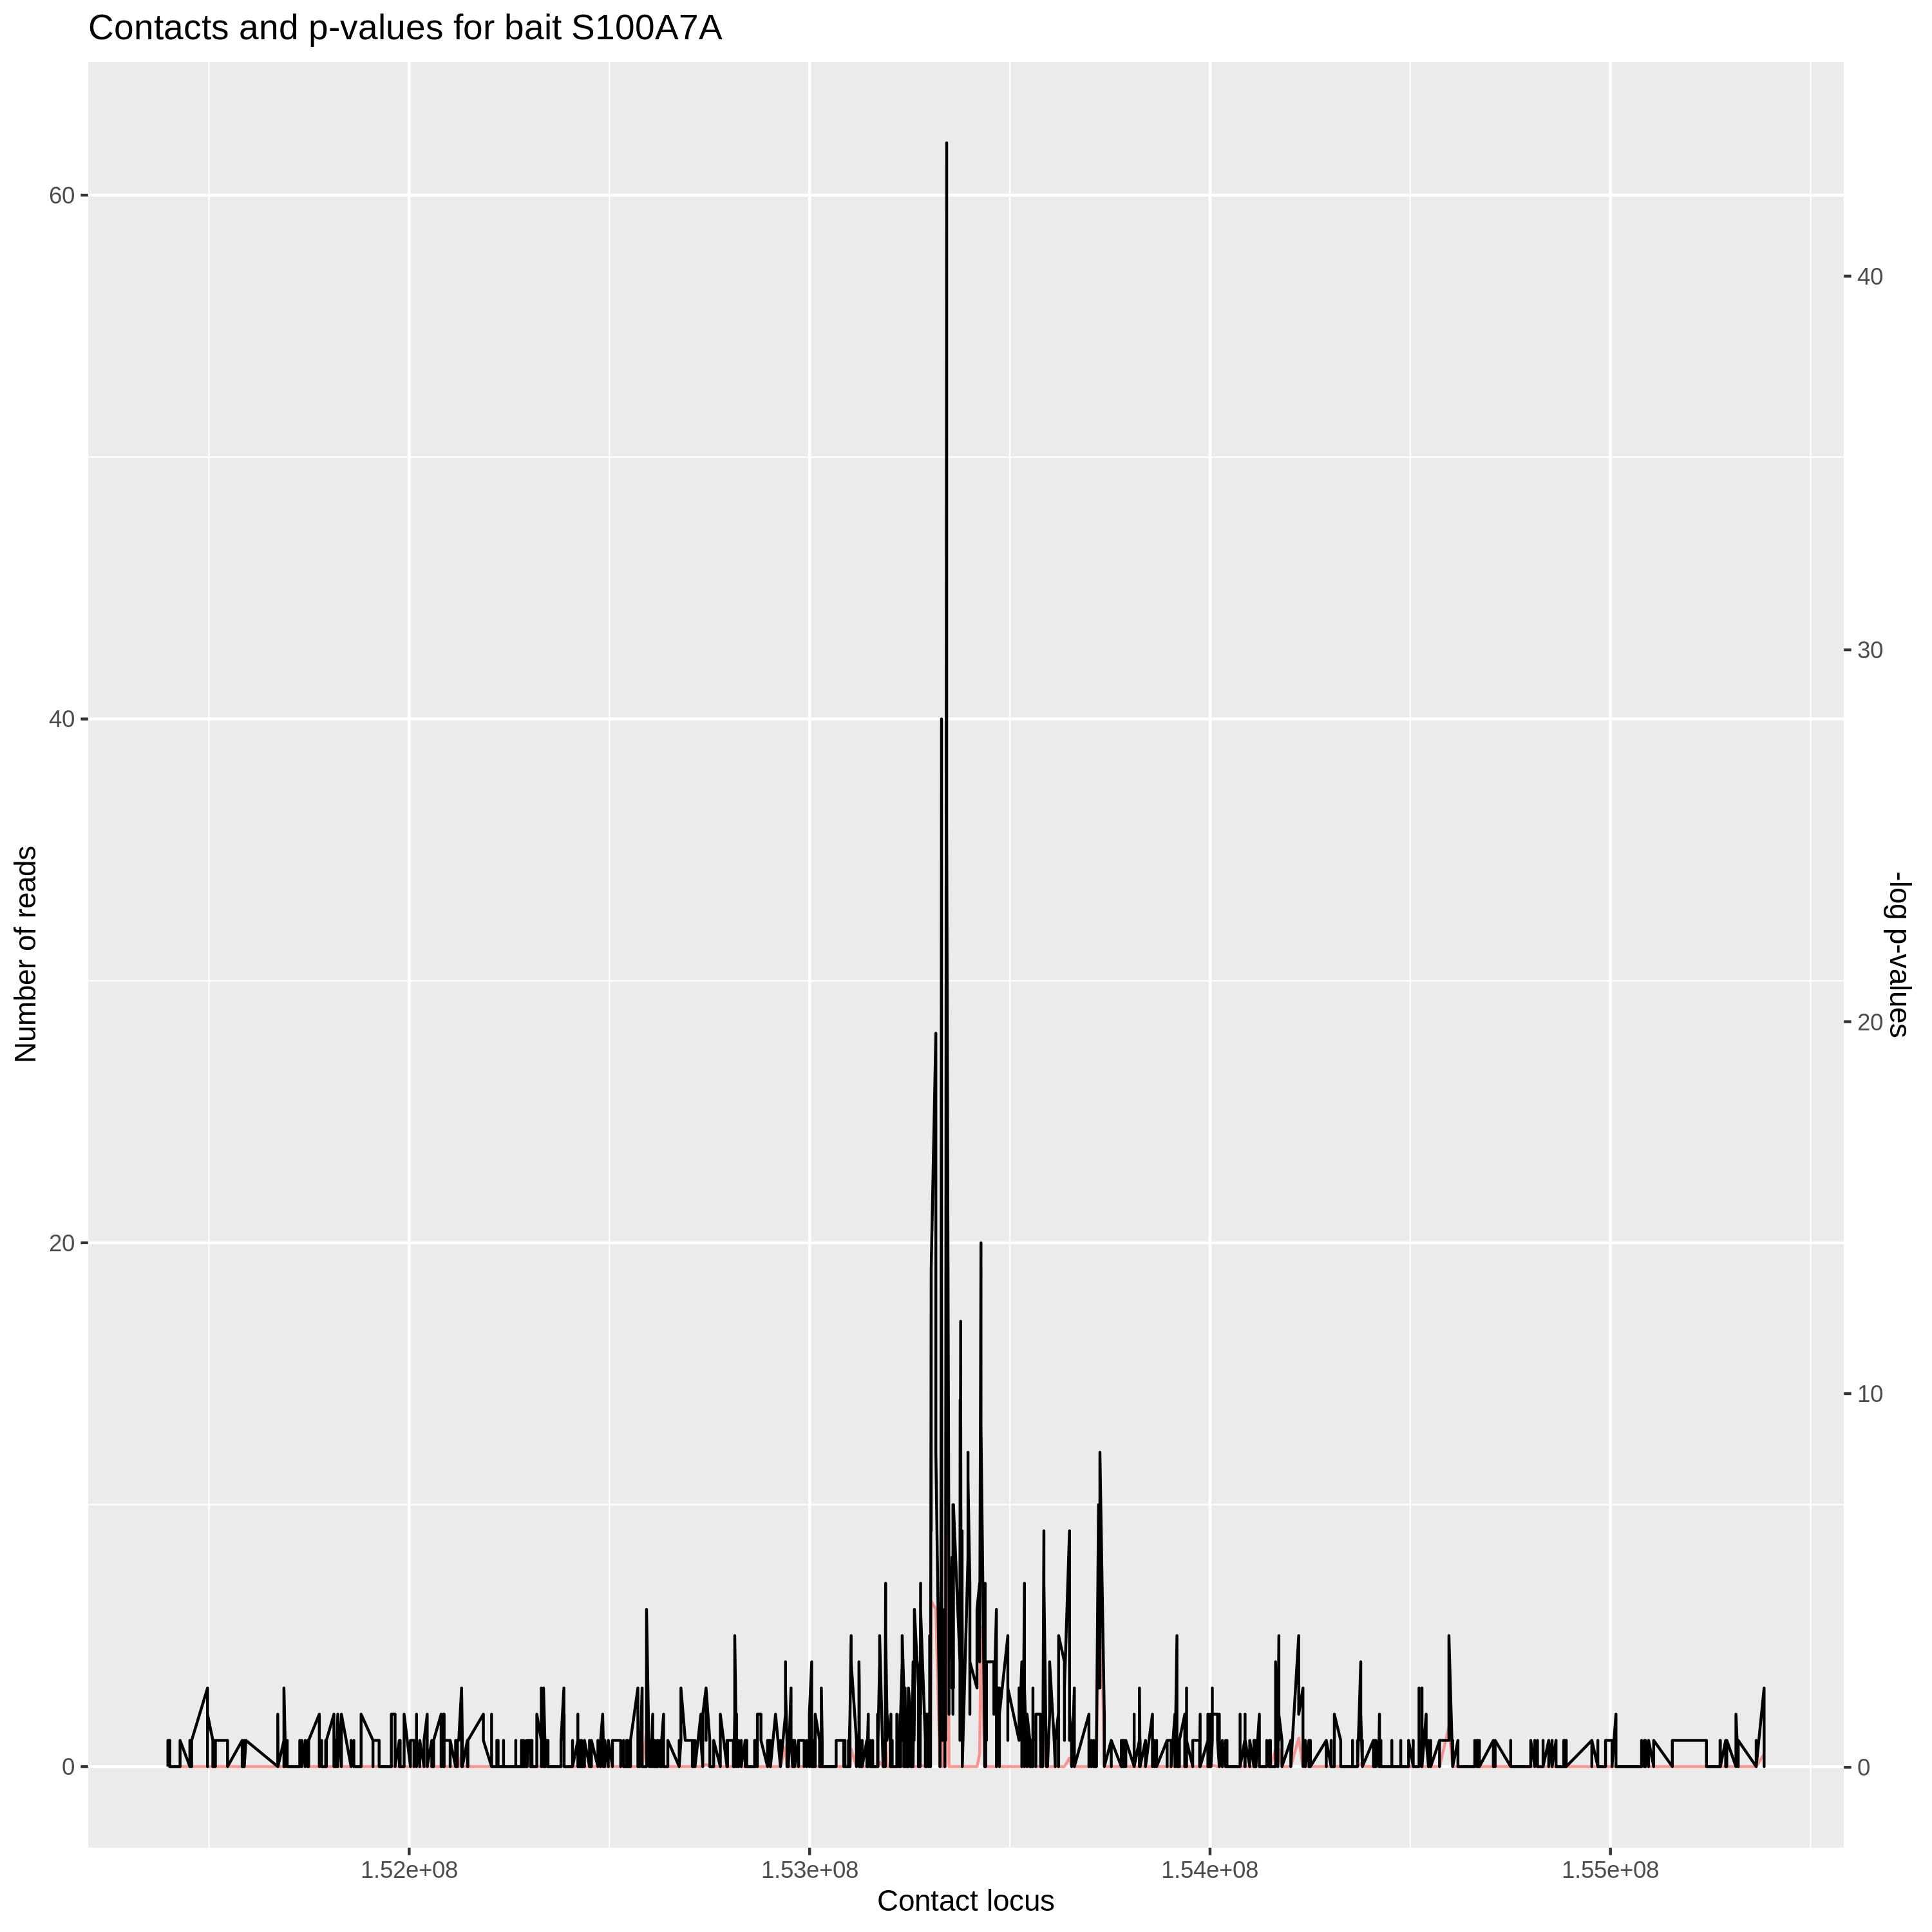 Contacts and p-values for bait S100A7A
60
40
20
0
40
30
20
10
0
Number of reads
-log p-values
1.52e+08 1.53e+08 1.54e+08 1.55e+08
Contact locus